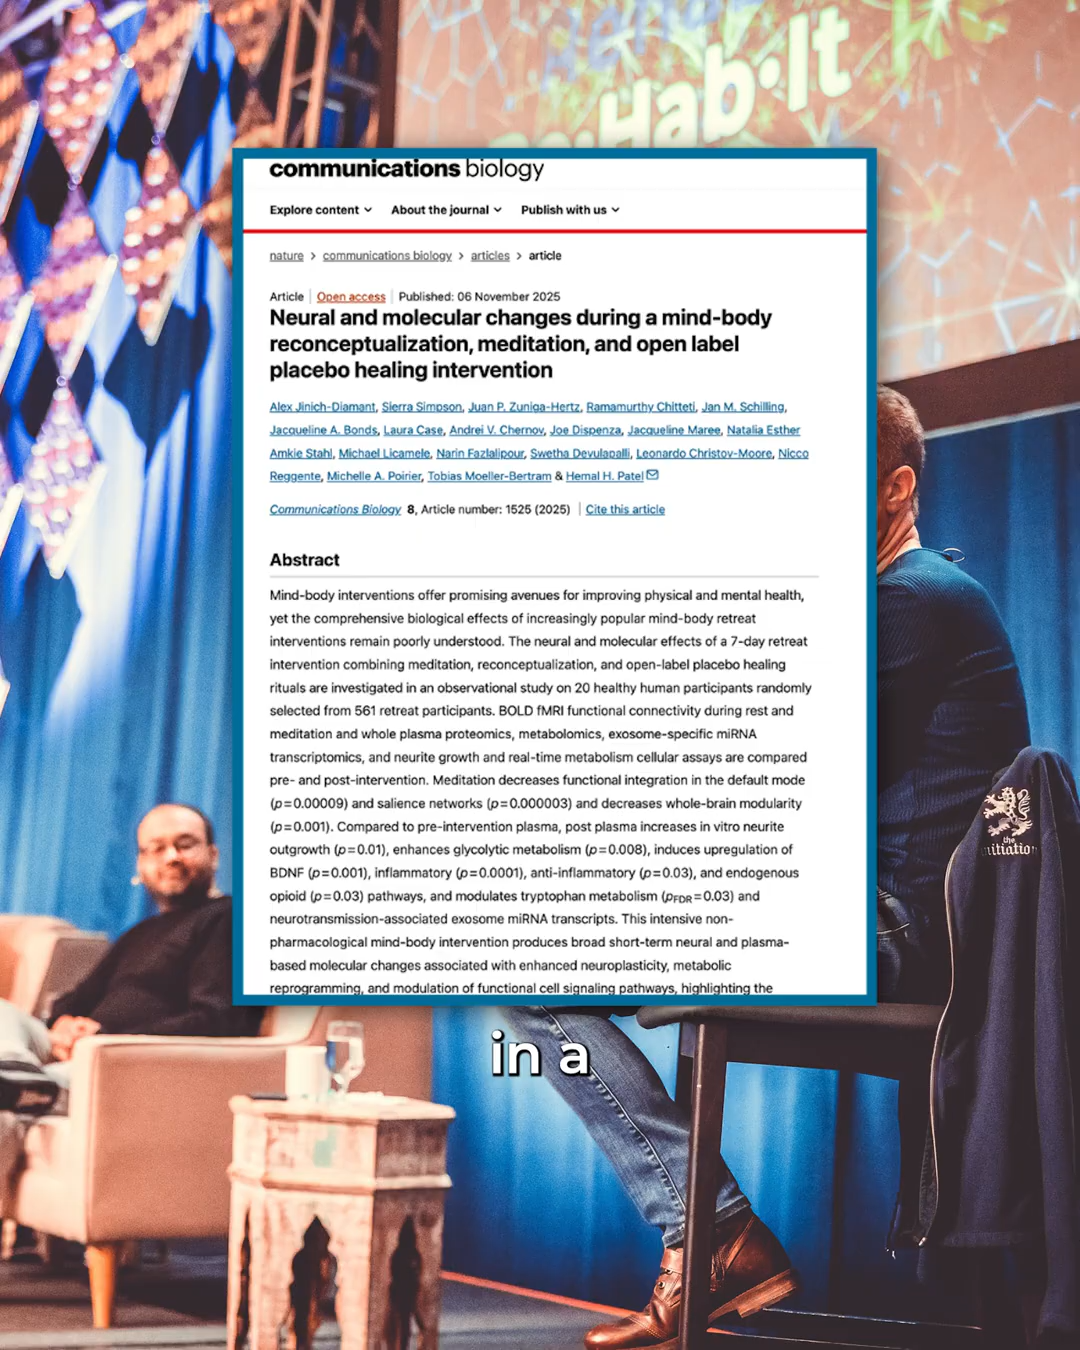 Hab·It
communications biology
Explore content
About the journal
Publish with us
nature > communications biology > articles > article
Article | Open access | Published: 06 November 2025
Neural and molecular changes during a mind-body
reconceptualization, meditation, and open label
placebo healing intervention
Alex Jinich-Diamant, Sierra Simpson, Juan P. Zuniga-Hertz, Ramamurthy Chitteti, Jan M. Schilling,
Jacqueline A. Bonds, Laura Case, Andrei V. Chernov, Joe Dispenza, Jacqueline Maree, Natalia Esther
Amkie Stahl, Michael Licamele, Narin Fazlalipour, Swetha Devulapalli, Leonardo Christov-Moore, Nicco
Reggente, Michelle A. Poirier, Tobias Moeller-Bertram & Hemal H. Patel
Communications Biology 8, Article number: 1525 (2025) | Cite this article
Abstract
Mind-body interventions offer promising avenues for improving physical and mental health,
yet the comprehensive biological effects of increasingly popular mind-body retreat
interventions remain poorly understood. The neural and molecular effects of a 7-day retreat
intervention combining meditation, reconceptualization, and open-label placebo healing
rituals are investigated in an observational study on 20 healthy human participants randomly
selected from 561 retreat participants. BOLD fMRI functional connectivity during rest and
meditation and whole plasma proteomics, metabolomics, exosome-specific miRNA
transcriptomics, and neurite growth and real-time metabolism cellular assays are compared
pre- and post-intervention. Meditation decreases functional integration in the default mode
(p=0.00009) and salience networks (p=0.000003) and decreases whole-brain modularity
(p=0.001). Compared to pre-intervention plasma, post plasma increases in vitro neurite
outgrowth (p=0.01), enhances glycolytic metabolism (p=0.008), induces upregulation of
BDNF (p=0.001), inflammatory (p=0.0001), anti-inflammatory (p=0.03), and endogenous
opioid (p=0.03) pathways, and modulates tryptophan metabolism (pFDR=0.03) and
neurotransmission-associated exosome miRNA transcripts. This intensive non-
pharmacological mind-body intervention produces broad short-term neural and plasma-
based molecular changes associated with enhanced neuroplasticity, metabolic
reprogramming, and modulation of functional cell signaling pathways, highlighting the
the
initiation
in a